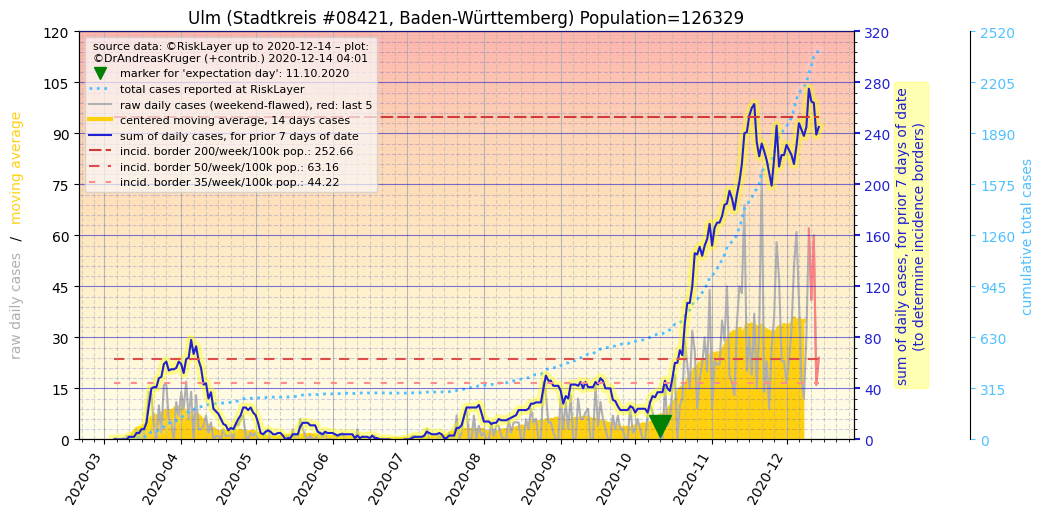 Ulm (Stadtkreis #08421, Baden-Württemberg) Population=126329
source data: ©RiskLayer up to 2020-12-14 – plot:
©DrAndreasKruger (+contrib.) 2020-12-14 04:01
marker for 'expectation day': 11.10.2020
total cases reported at RiskLayer
raw daily cases (weekend-flawed), red: last 5
centered moving average, 14 days cases
sum of daily cases, for prior 7 days of date
incid. border 200/week/100k pop.: 252.66
incid. border 50/week/100k pop.: 63.16
incid. border 35/week/100k pop.: 44.22
raw daily cases / moving average
120
105
90
75
60
45
30
15
0
2020-03
2020-04
2020-05
2020-06
2020-07
2020-08
2020-09
2020-10
2020-11
2020-12
320
280
240
200
160
120
80
40
0
sum of daily cases, for prior 7 days of date
(to determine incidence borders)
2520
2205
1890
1575
1260
945
630
315
0
cumulative total cases